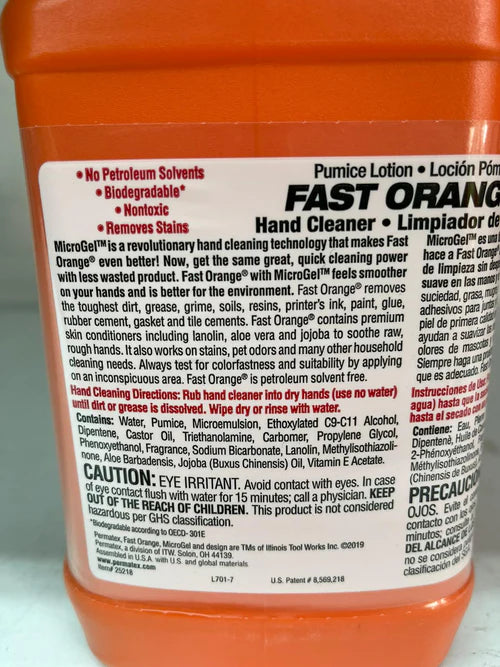 • No Petroleum Solvents
• Biodegradable*
• Nontoxic
• Removes Stains
Pumice Lotion • Loción Póm
FAST ORANG
Hand Cleaner • Limpiador de
MicroGel™ is a revolutionary hand cleaning technology that makes Fast
Orange® even better! Now, get the same great, quick cleaning power
with less wasted product. Fast Orange® with MicroGel™ feels smoother
on your hands and is better for the environment. Fast Orange® removes
the toughest dirt, grease, grime, soils, resins, printer's ink, paint, glue,
rubber cement, gasket and tile cements. Fast Orange® contains premium
skin conditioners including lanolin, aloe vera and jojoba to soothe raw,
rough hands. It also works on stains, pet odors and many other household
cleaning needs. Always test for colorfastness and suitability by applying
on an inconspicuous area. Fast Orange® is petroleum solvent free.
Hand Cleaning Directions: Rub hand cleaner into dry hands (use no water)
until dirt or grease is dissolved. Wipe dry or rinse with water.
Contains: Water, Pumice, Microemulsion, Ethoxylated C9-C11 Alcohol,
Dipentene, Castor Oil, Triethanolamine, Carbomer, Propylene Glycol,
Phenoxyethanol, Fragrance, Sodium Sorbitol, Lanolin, Methylisothiazoli-
none, Aloe Barbadensis, Jojoba (Buxus Chinensis) Oil, Vitamin E Acetate.
CAUTION: EYE IRRITANT. Avoid contact with eyes. In case
of eye contact flush with water for 15 minutes; call a physician. KEEP
OUT OF THE REACH OF CHILDREN. This product is not considered
hazardous per GHS classification.
*Biodegradable according to OECD- 301E
Permatex, Fast Orange, MicroGel and design are TMs of Illinois Tool Works Inc. ©2019
Permatex, a division of ITW. Solon, OH 44139.
Assembled in U.S.A. with U.S. and global materials
www.permatex.com
Item# 25218
L701-7
U.S. Patent # 8,569,218
MicroGel™ es una
hace a Fast Orange
de limpieza sin desp
suave en las manos y
suciedad, grasa, mugre
adhesivos para junta
piel de primera calidad
ayudan a suavizar las
olores de mascotas y
Siempre haga una prue
que es adecuado. Fast
Instrucciones de Uso
agua) hasta que la
hasta el secado con
Contiene: Eau,
Dipentenè, Huile de
2-Phénoxyéthanol,
Méthylisothiazolinone
(Chinensis de Buxus)
PRECAUCIÓ
OJOS. Evite el
contacto con los
minutos; consulte
DEL ALCANCE DE
no se considera
clasificación del